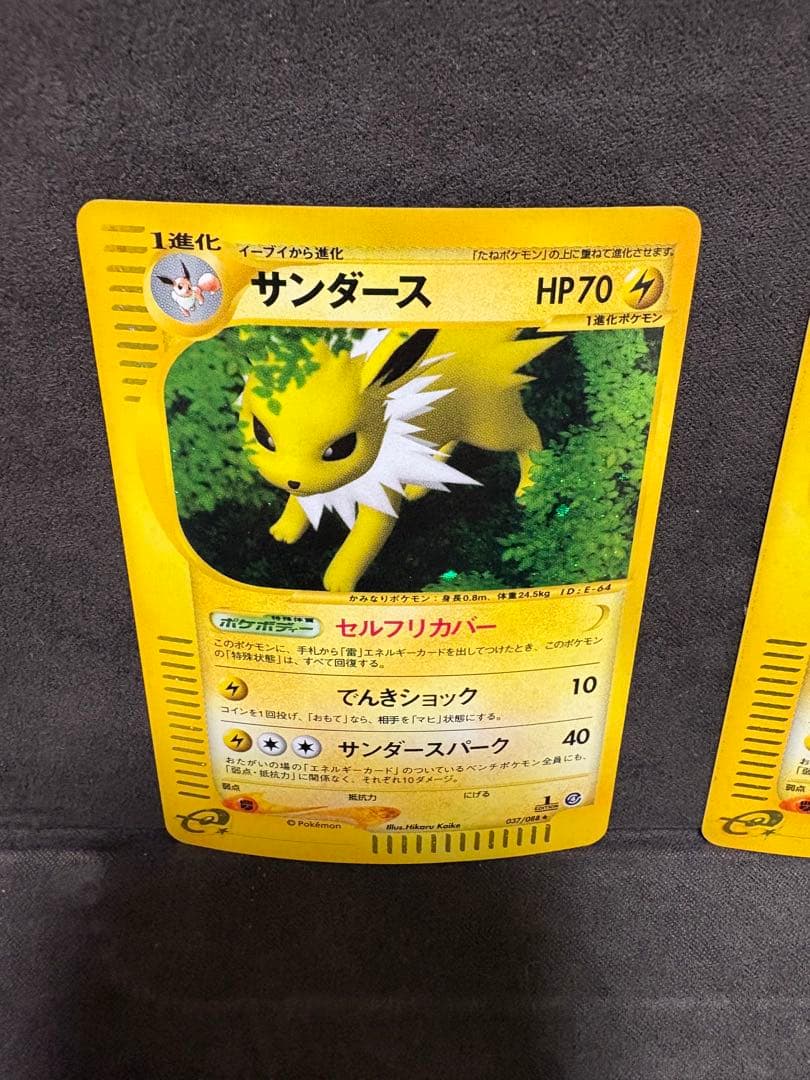 1進化
イーブイから進化
「たねポケモン」の上に重ねて進化させます。
サンダース
HP70
1進化ポケモン
かみなりポケモン:身長0.8m、体重24.5kg ID:E-64
特殊体質
ポケボディー
セルフリカバー
このポケモンに、手札から「雷」エネルギーカードを出してつけたとき、このポケモン
の「特殊状態」は、すべて回復する。
でんきショック
10
コインを1回投げ、「おもて」なら、相手を「マヒ」状態にする。
サンダースパーク
40
おたがいの場の「エネルギーカード」のついているベンチポケモン全員にも、
「弱点・抵抗力」に関係なく、それぞれ10ダメージ。
弱点
抵抗力
にげる
1
EDITION
©Pokémon
Illus.Hikaru Koike
037/088
e
弱点